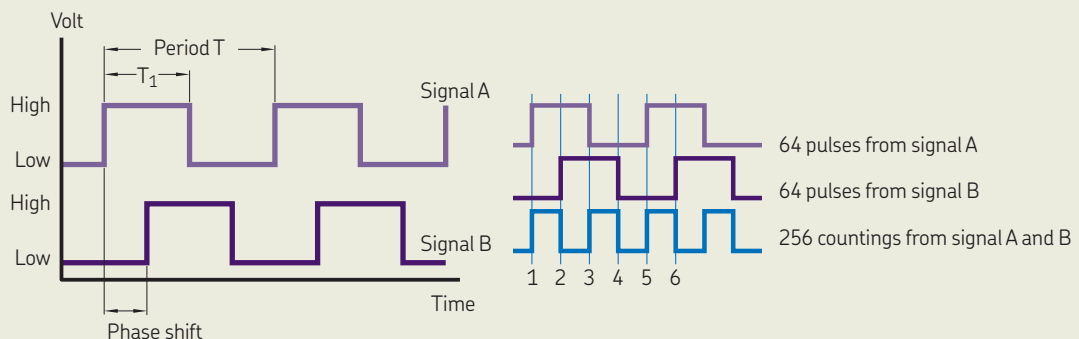 Volt
Period T
T1
High
Low
Signal A
High
Low
Signal B
Time
Phase shift
64 pulses from signal A
64 pulses from signal B
256 countings from signal A and B
1 2 3 4 5 6